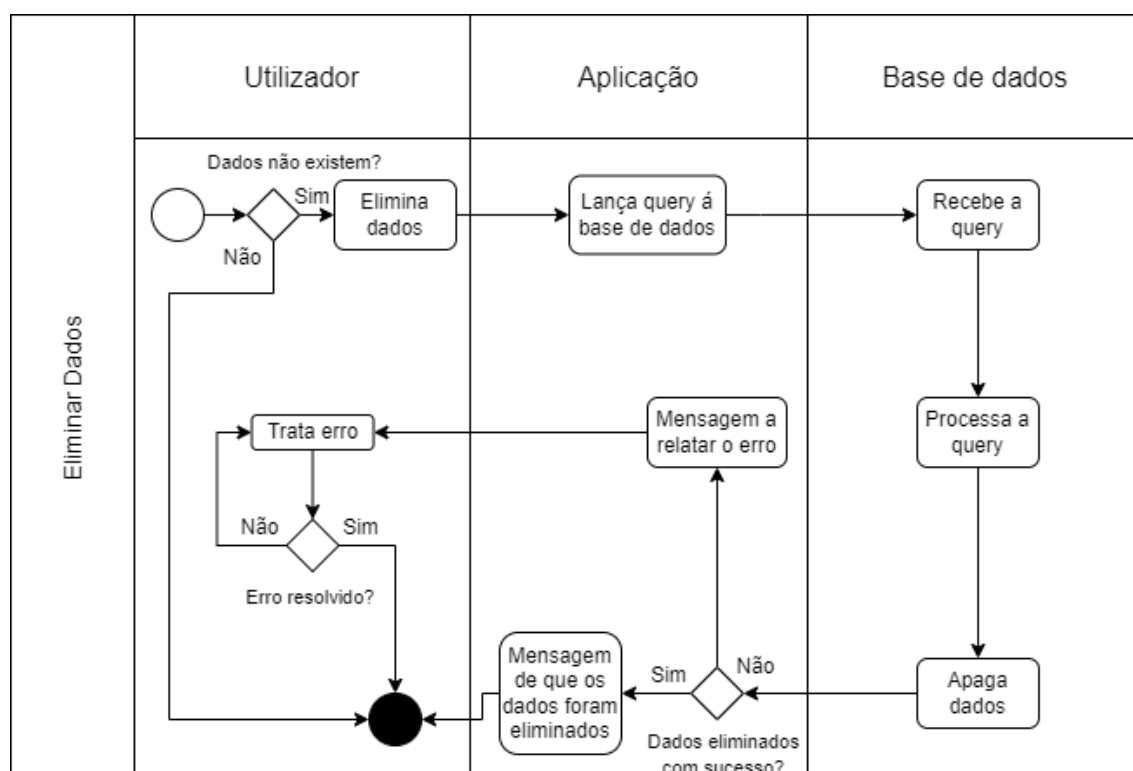 Utilizador
Aplicação
Base de dados
Eliminar Dados
Dados não existem?
Sim
Não
Elimina
dados
Lança query á
base de dados
Recebe a
query
Processa a
query
Apaga
dados
Mensagem a
relatar o erro
Trata erro
Não
Sim
Erro resolvido?
Mensagem
de que os
dados foram
eliminados
Sim
Não
Dados eliminados
com sucesso?